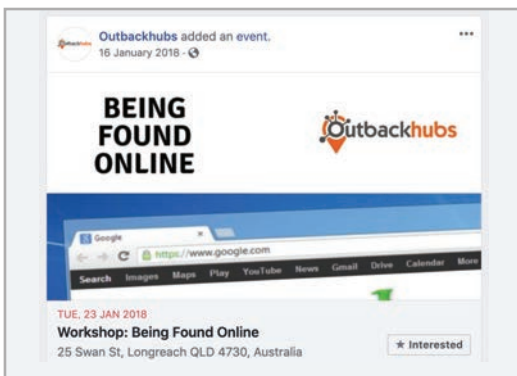 Outbackhubs added an event.
16 January 2018 ·
BEING
FOUND
ONLINE
Outbackhubs
Outbackhubs
Google
https://www.google.com
Search Images Maps Play YouTube News Gmail Drive Calendar More
TUE, 23 JAN 2018
Workshop: Being Found Online
25 Swan St, Longreach QLD 4730, Australia
★ Interested